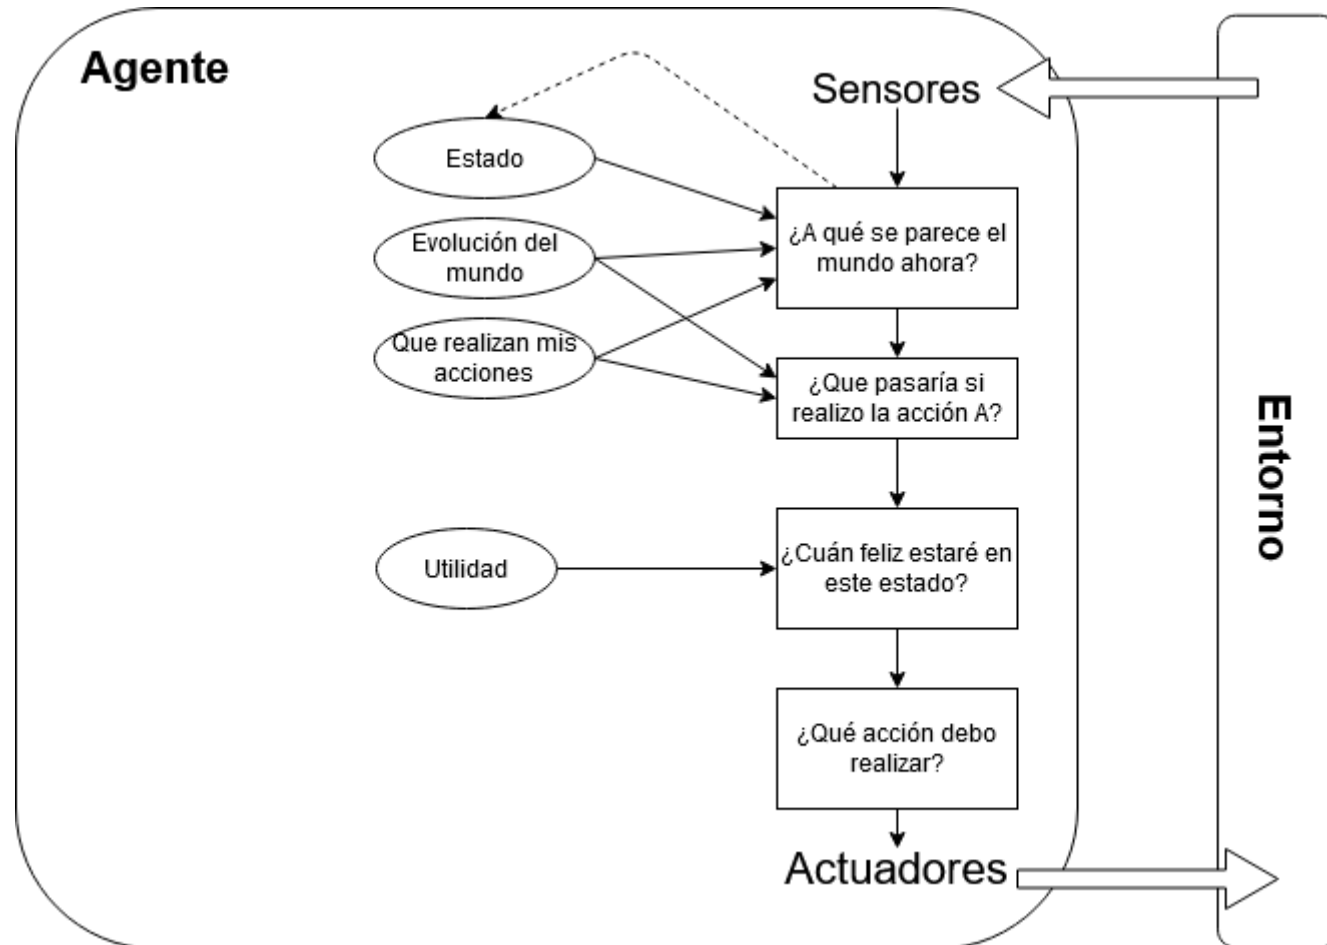 Agente
Sensores
Estado
¿A qué se parece el
mundo ahora?
Evolución del
mundo
Que realizan mis
acciones
¿Que pasaría si
realizo la acción A?
Utilidad
¿Cuán feliz estaré en
este estado?
¿Qué acción debo
realizar?
Actuadores
Entorno